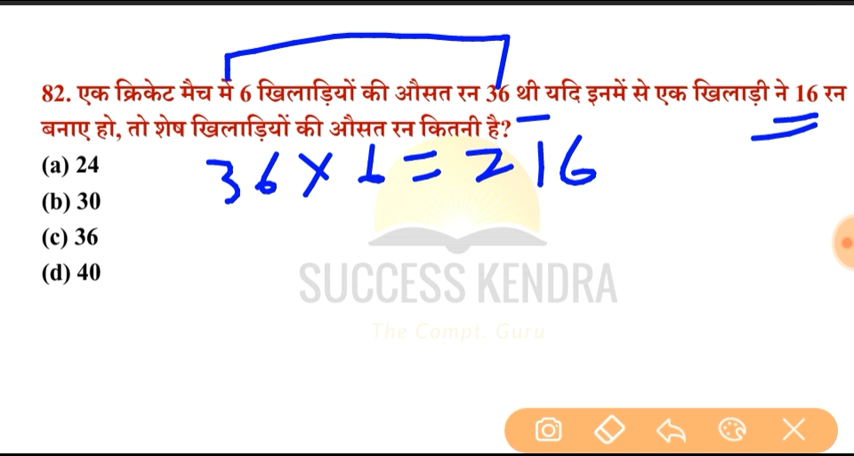 82. एक क्रिकेट मैच में 6 खिलाड़ियों की औसत रन 36 थी यदि इनमें से एक खिलाड़ी ने 16 रन
बनाए हो, तो शेष खिलाड़ियों की औसत रन कितनी है?
(a) 24
36 × 6 = 216
(b) 30
(c) 36
(d) 40
SUCCESS KENDRA
The Compt. Guru